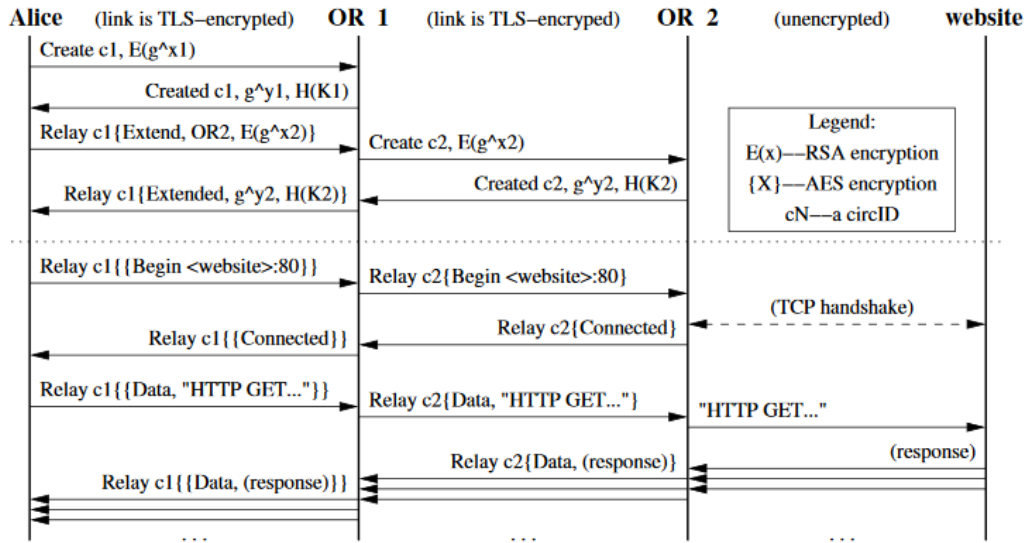 Alice (link is TLS–encrypted) OR 1 (link is TLS–encryped) OR 2 (unencrypted) website
Create c1, E(g^x1)
Created c1, g^y1, H(K1)
Relay c1{Extend, OR2, E(g^x2)}
Create c2, E(g^x2)
Created c2, g^y2, H(K2)
Relay c1{Extended, g^y2, H(K2)}
Legend:
E(x)––RSA encryption
{X}––AES encryption
cN––a circID
Relay c1{{Begin <website>:80}}
Relay c2{Begin <website>:80}
(TCP handshake)
Relay c2{Connected}
Relay c1{{Connected}}
Relay c1{{Data, "HTTP GET..."}}
Relay c2{Data, "HTTP GET..."}
"HTTP GET..."
(response)
Relay c2{Data, (response)}
Relay c1{{Data, (response)}}
. . . . . . . . .